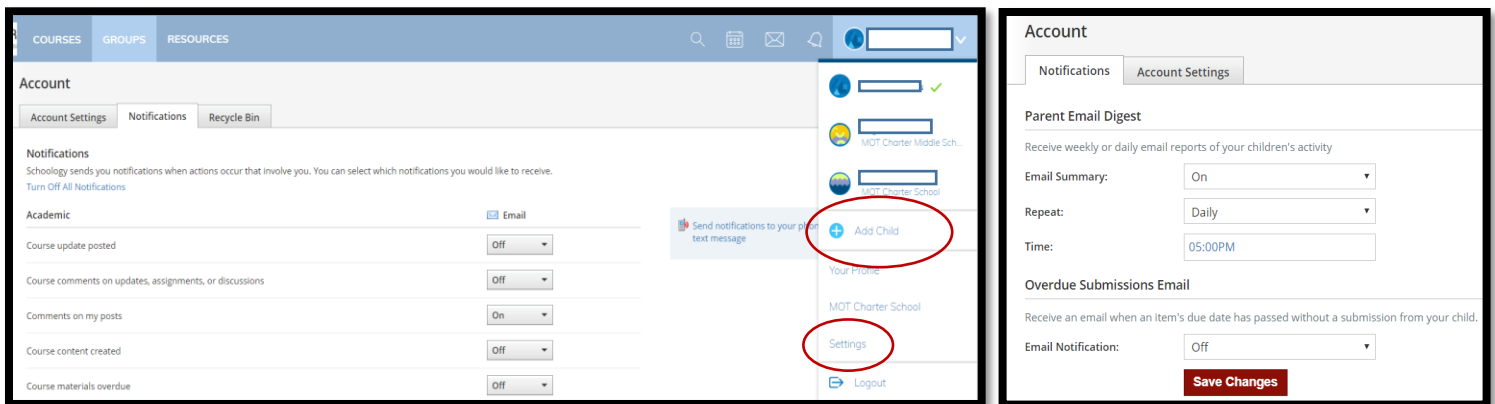 COURSES GROUPS RESOURCES
Account
Account Settings Notifications Recycle Bin
Notifications
Schoology sends you notifications when actions occur that involve you. You can select which notifications you would like to receive.
Turn Off All Notifications
Academic Email
Course update posted Off
Course comments on updates, assignments, or discussions Off
Comments on my posts On
Course content created Off
Course materials overdue Off
Send notifications to your
text message
MOT Charter Middle Sch...
MOT Charter School
Add Child
Your Profile
MOT Charter School
Settings
Logout
Account
Notifications Account Settings
Parent Email Digest
Receive weekly or daily email reports of your children's activity
Email Summary: On
Repeat: Daily
Time: 05:00PM
Overdue Submissions Email
Receive an email when an item's due date has passed without a submission from your child.
Email Notification: Off
Save Changes